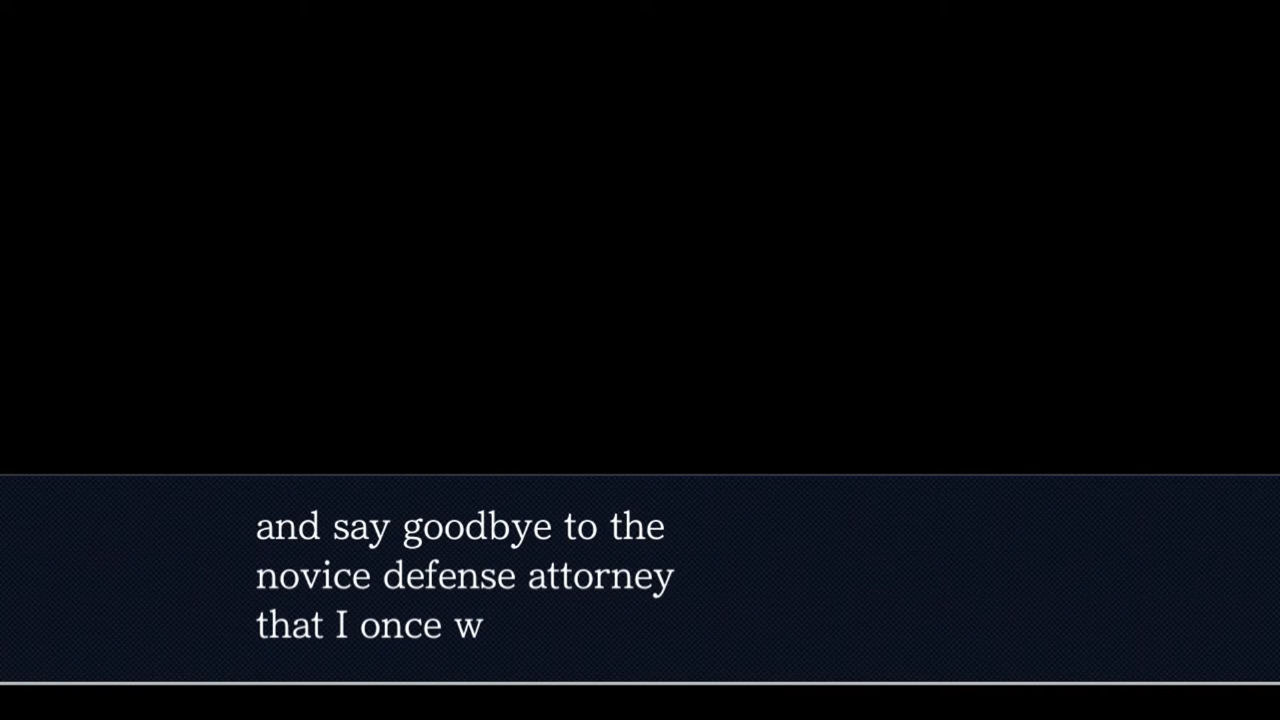 and say goodbye to the
novice defense attorney
that I once w